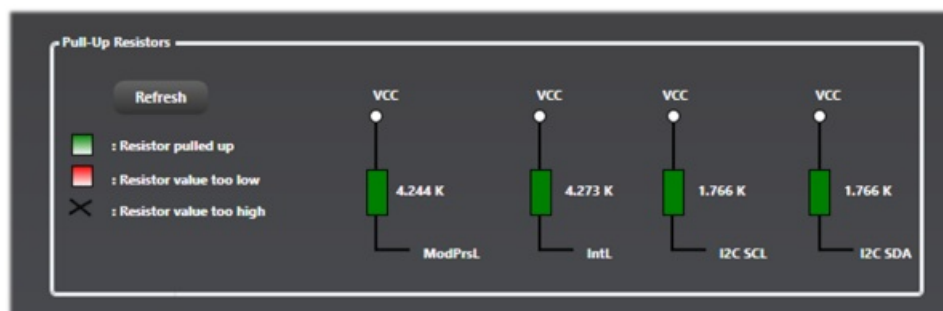 Pull-Up Resistors
Refresh
: Resistor pulled up
: Resistor value too low
: Resistor value too high
VCC VCC VCC VCC
4.244 K 4.273 K 1.766 K 1.766 K
ModPrsL IntL I2C SCL I2C SDA